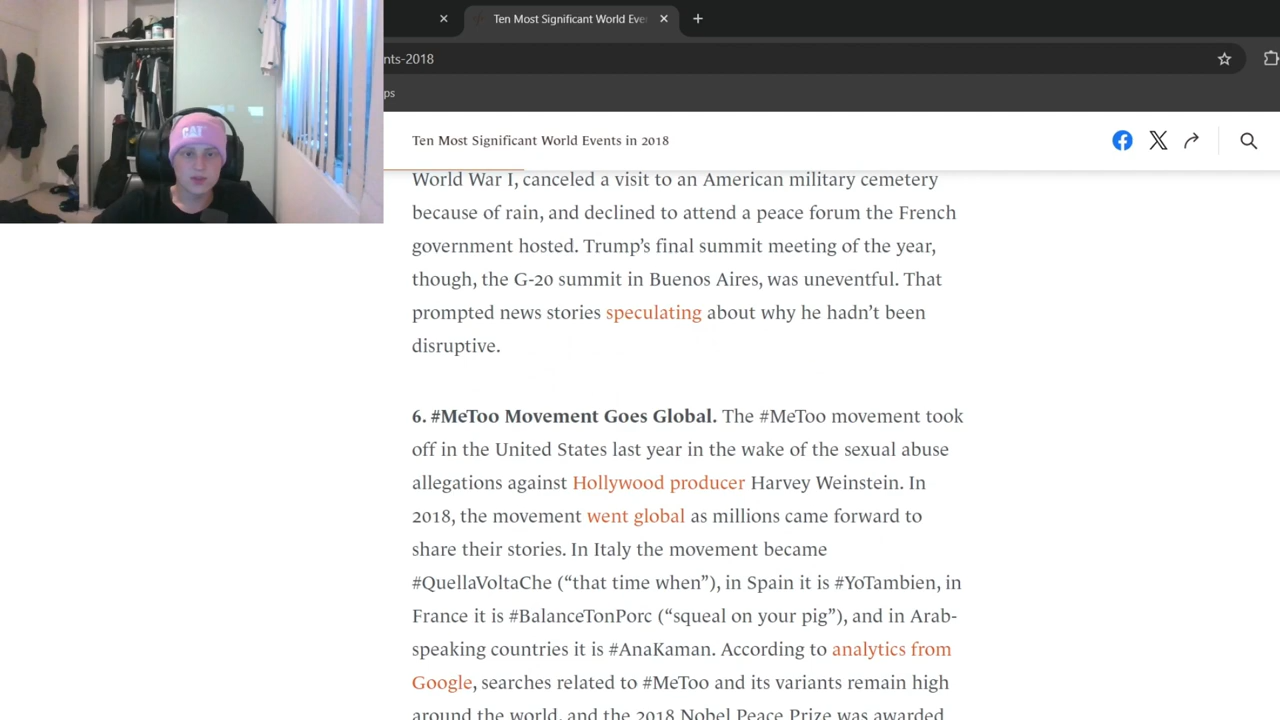 Ten Most Significant World Eve
nts-2018
ps
CAT
Ten Most Significant World Events in 2018
World War I, canceled a visit to an American military cemetery
because of rain, and declined to attend a peace forum the French
government hosted. Trump’s final summit meeting of the year,
though, the G-20 summit in Buenos Aires, was uneventful. That
prompted news stories speculating about why he hadn’t been
disruptive.
6. #MeToo Movement Goes Global. The #MeToo movement took
off in the United States last year in the wake of the sexual abuse
allegations against Hollywood producer Harvey Weinstein. In
2018, the movement went global as millions came forward to
share their stories. In Italy the movement became
#QuellaVoltaChe (“that time when”), in Spain it is #YoTambien, in
France it is #BalanceTonPorc (“squeal on your pig”), and in Arab-
speaking countries it is #AnaKaman. According to analytics from
Google, searches related to #MeToo and its variants remain high
around the world, and the 2018 Nobel Peace Prize was awarded